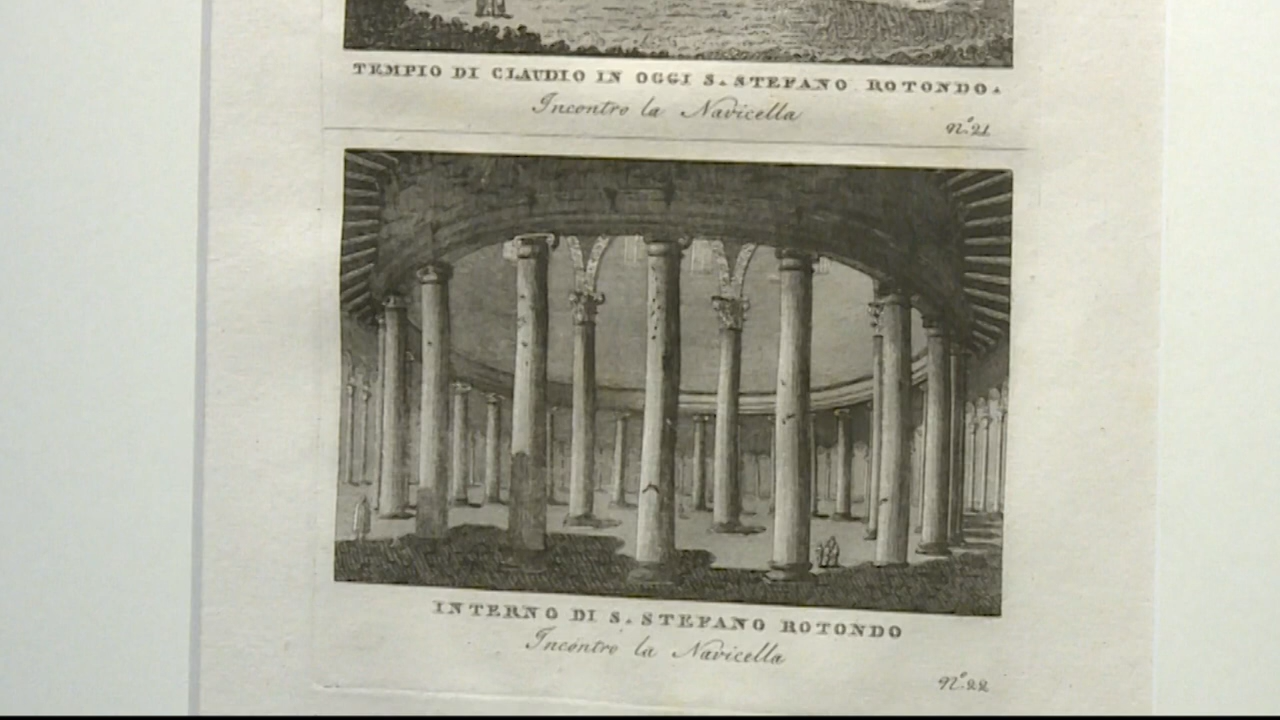 TEMPIO DI CLAUDIO IN OGGI S. STEFANO ROTONDO.
Incontro la Navicella
N.º 21
INTERNO DI S. STEFANO ROTONDO
Incontro la Navicella
N.º 22